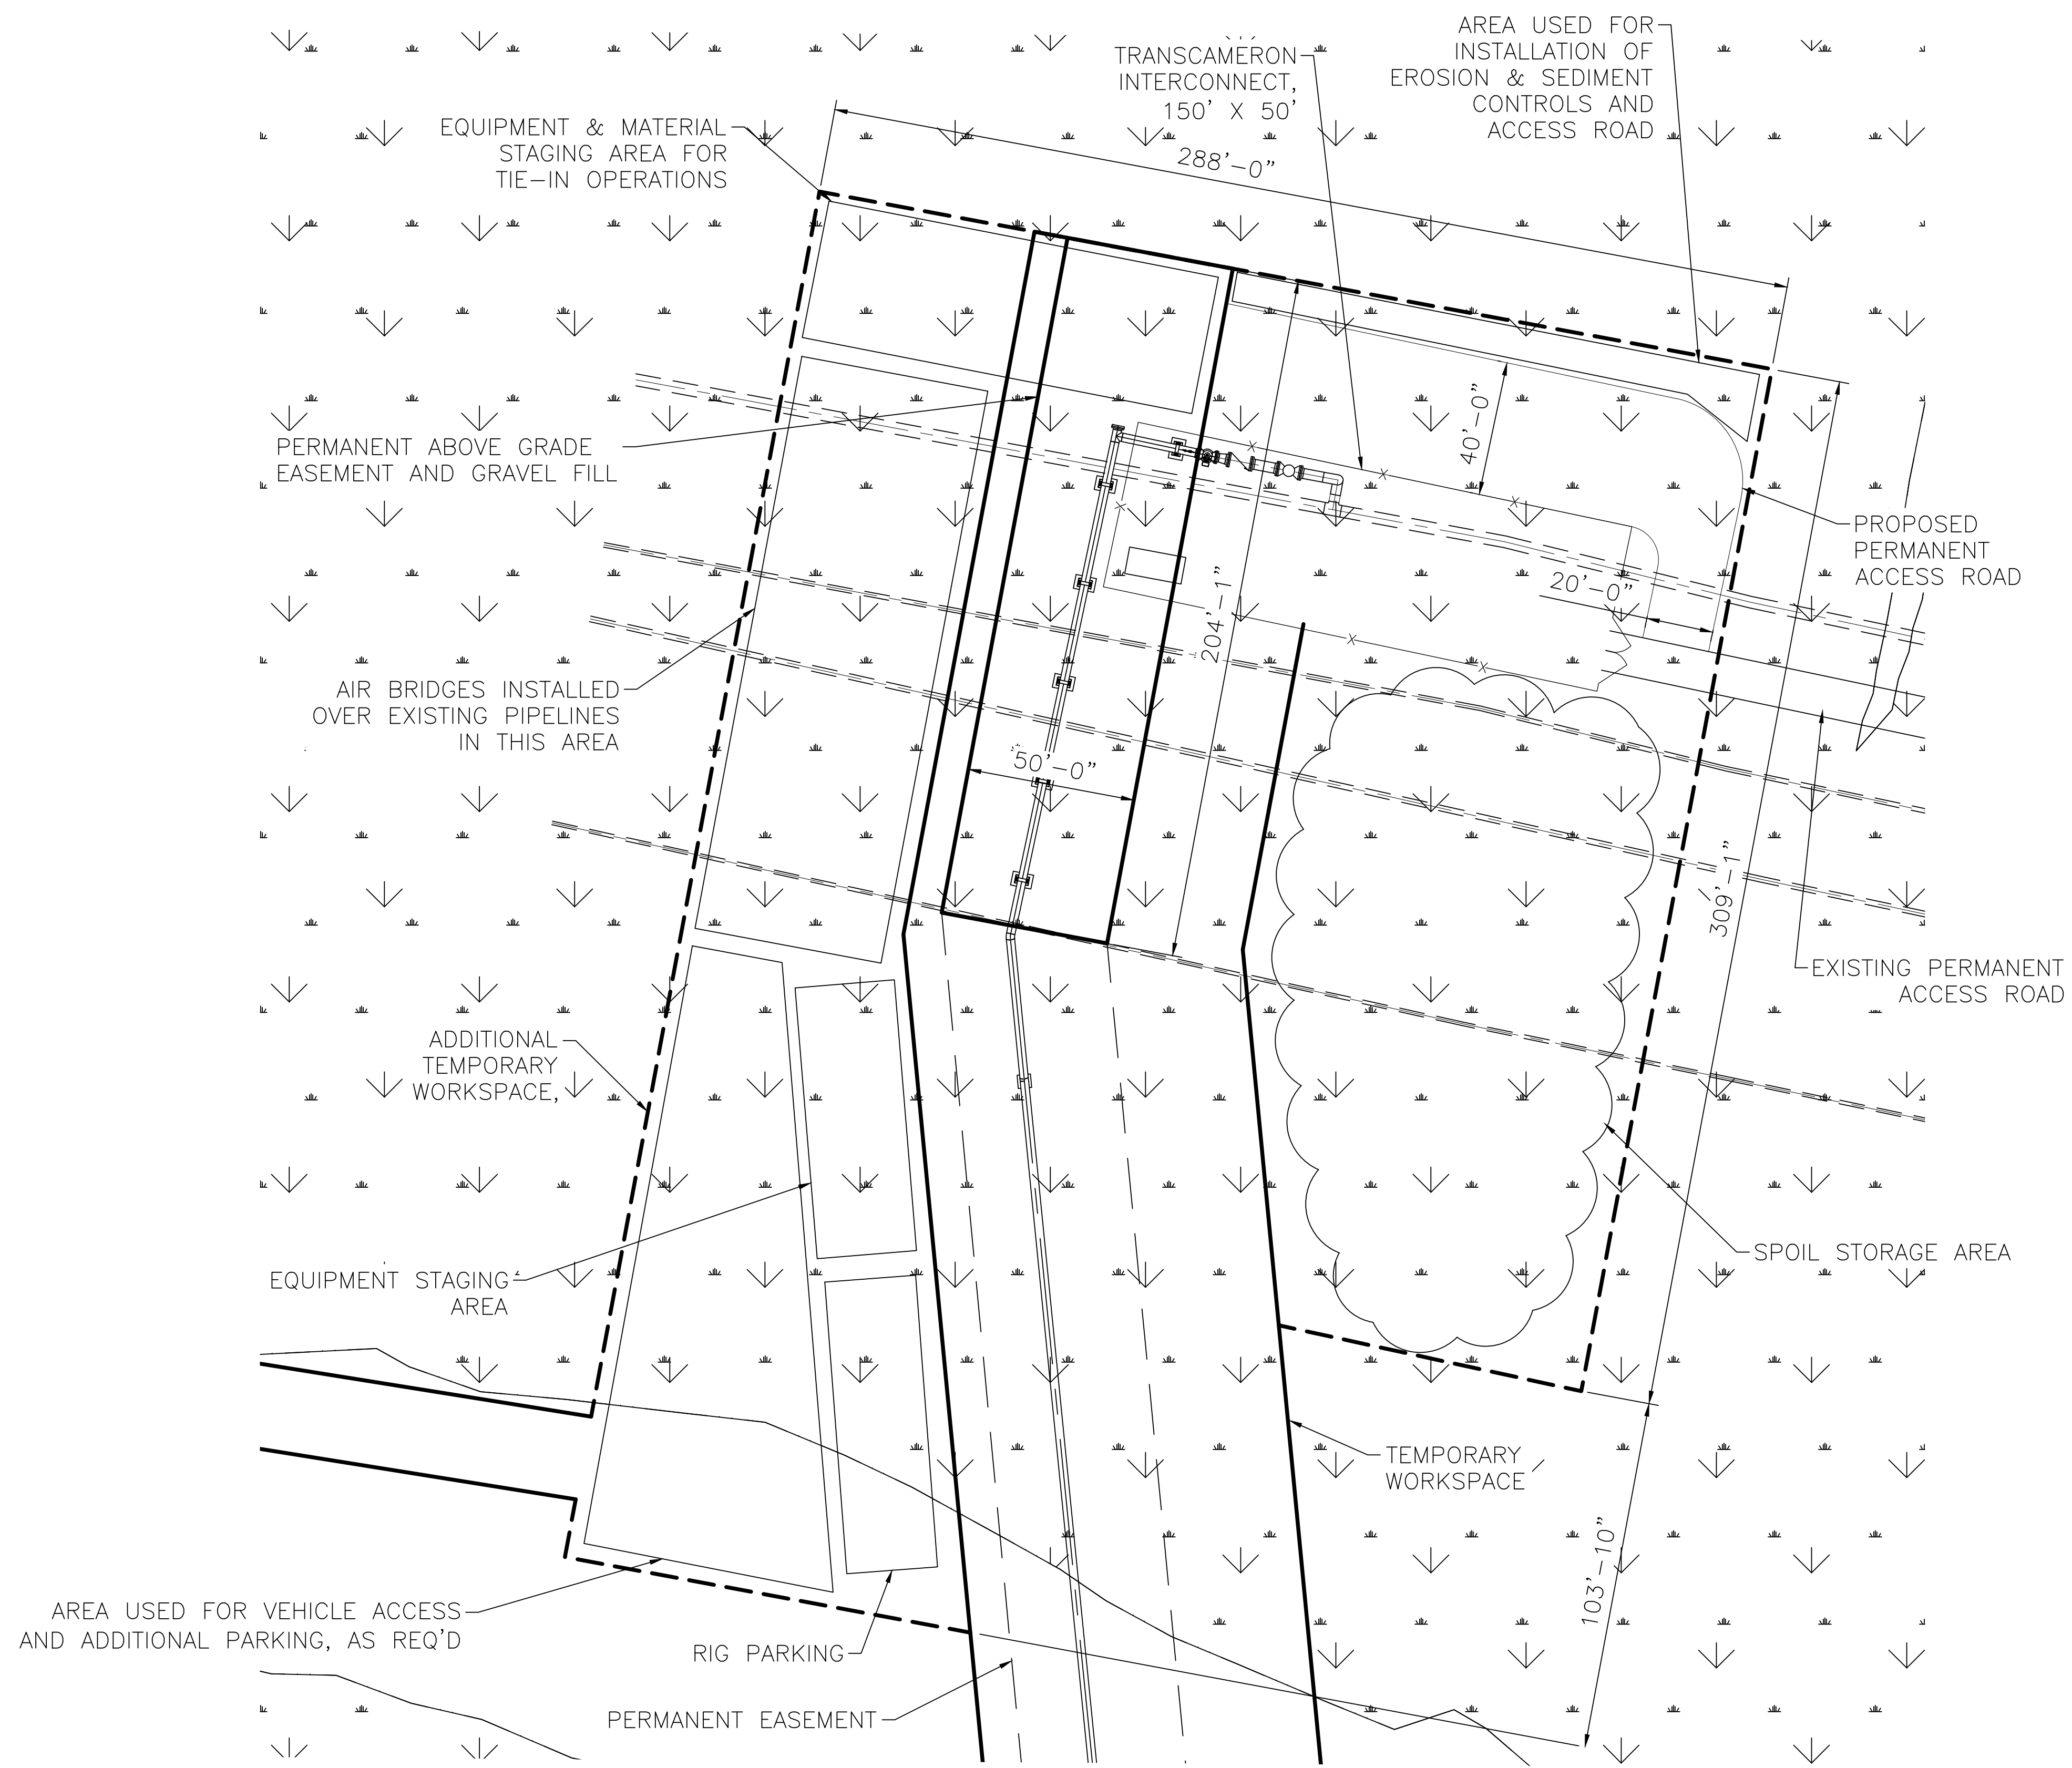 AREA USED FOR
INSTALLATION OF
EROSION & SEDIMENT
CONTROLS AND
ACCESS ROAD
TRANSCAMERON
INTERCONNECT,
150' X 50'
EQUIPMENT & MATERIAL
STAGING AREA FOR
TIE-IN OPERATIONS
288'-0"
PERMANENT ABOVE GRADE
EASEMENT AND GRAVEL FILL
40'-0"
PROPOSED
PERMANENT
ACCESS ROAD
20'-0"
204'-1"
AIR BRIDGES INSTALLED
OVER EXISTING PIPELINES
IN THIS AREA
50'-0"
309'-1"
EXISTING PERMANENT
ACCESS ROAD
ADDITIONAL
TEMPORARY
WORKSPACE,
SPOIL STORAGE AREA
EQUIPMENT STAGING
AREA
TEMPORARY
WORKSPACE
103'-10"
AREA USED FOR VEHICLE ACCESS
AND ADDITIONAL PARKING, AS REQ'D
RIG PARKING
PERMANENT EASEMENT